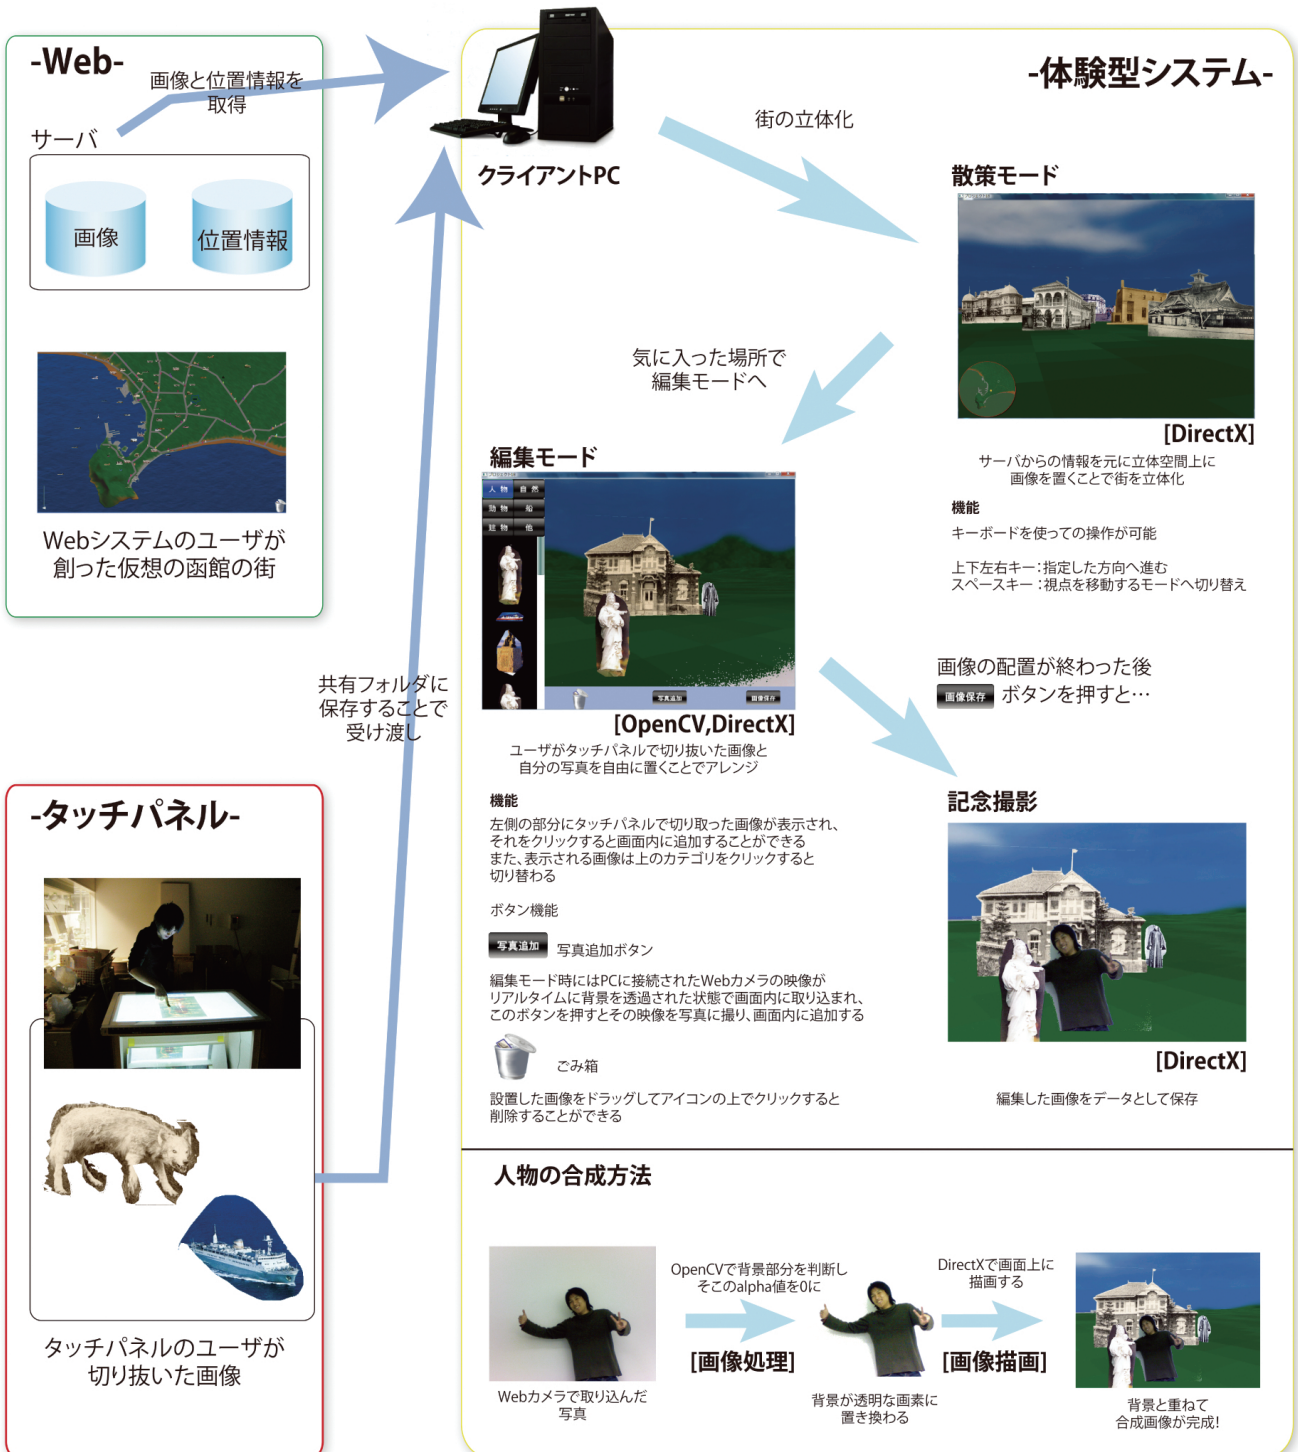 -Web-
画像と位置情報を
取得
サーバ
画像
位置情報
Webシステムのユーザが
創った仮想の函館の街
共有フォルダに
保存することで
受け渡し
-タッチパネル-
タッチパネルのユーザが
切り抜いた画像
クライアントPC
-体験型システム-
街の立体化
散策モード
[DirectX]
サーバからの情報を元に立体空間上に
画像を置くことで街を立体化
機能
キーボードを使っての操作が可能
上下左右キー：指定した方向へ進む
スペースキー：視点を移動するモードへ切り替え
気に入った場所で
編集モードへ
編集モード
人物 自然
動物 船
建物 他
写真追加 画像保存
[OpenCV,DirectX]
ユーザがタッチパネルで切り抜いた画像と
自分の写真を自由に置くことでアレンジ
機能
左側の部分にタッチパネルで切り取った画像が表示され、
それをクリックすると画面内に追加することができる
また、表示される画像は上のカテゴリをクリックすると
切り替わる
ボタン機能
写真追加 写真追加ボタン
編集モード時にはPCに接続されたWebカメラの映像が
リアルタイムに背景を透過された状態で画面内に取り込まれ、
このボタンを押すとその映像を写真に撮り、画面内に追加する
ごみ箱
設置した画像をドラッグしてアイコンの上でクリックすると
削除することができる
画像の配置が終わった後
画像保存 ボタンを押すと…
記念撮影
[DirectX]
編集した画像をデータとして保存
人物の合成方法
Webカメラで取り込んだ
写真
OpenCVで背景部分を判断し
そこのalpha値を0に
[画像処理]
背景が透明な画素に
置き換わる
DirectXで画面上に
描画する
[画像描画]
背景と重ねて
合成画像が完成!